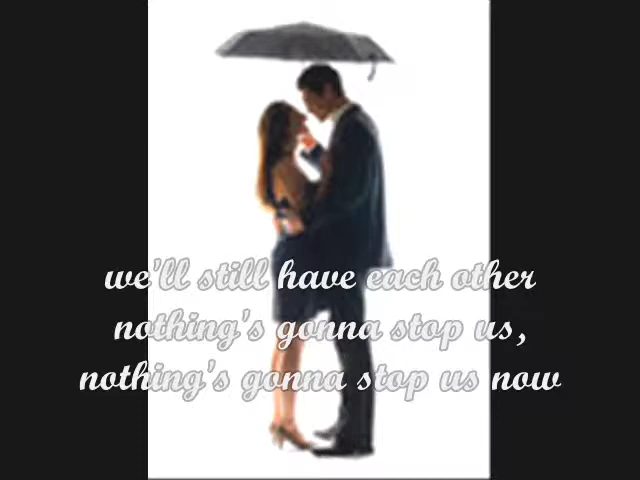 we'll still have each other
nothing's gonna stop us,
nothing's gonna stop us now